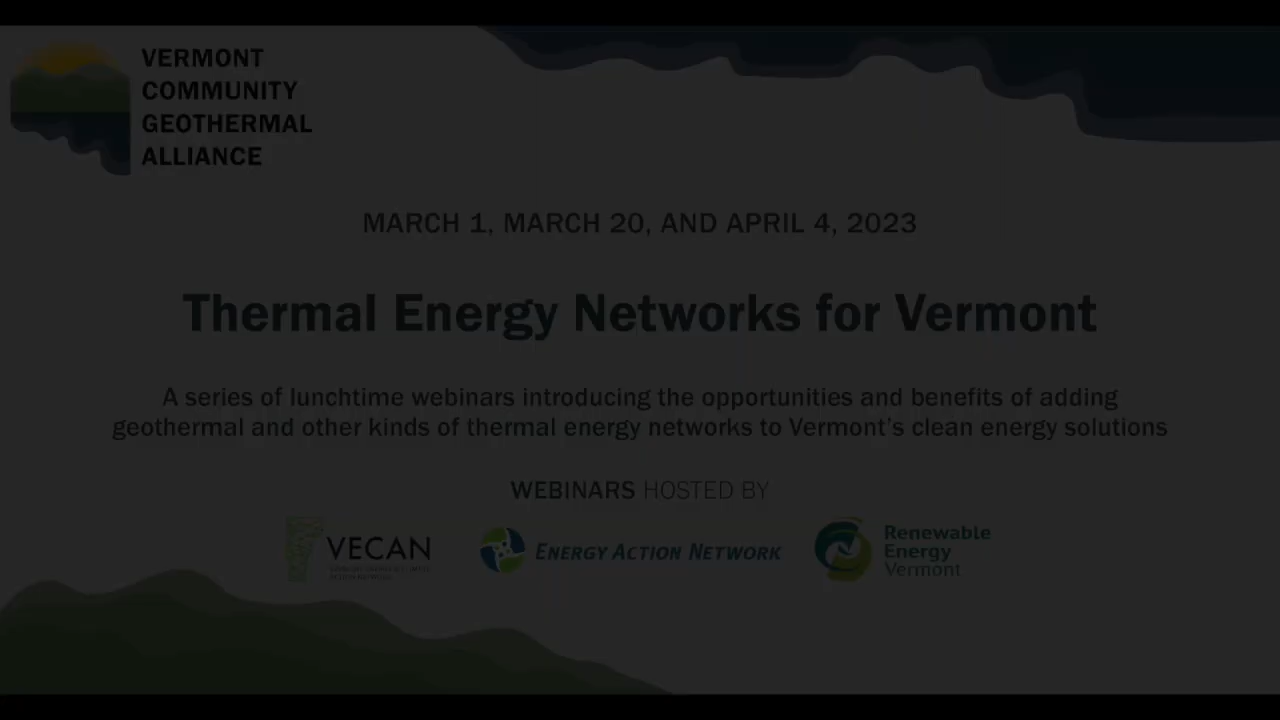 VERMONT
COMMUNITY
GEOTHERMAL
ALLIANCE
MARCH 1, MARCH 20, AND APRIL 4, 2023
Thermal Energy Networks for Vermont
A series of lunchtime webinars introducing the opportunities and benefits of adding
geothermal and other kinds of thermal energy networks to Vermont's clean energy solutions
WEBINARS HOSTED BY
VECAN
ENERGY ACTION NETWORK
Renewable
Energy
Vermont